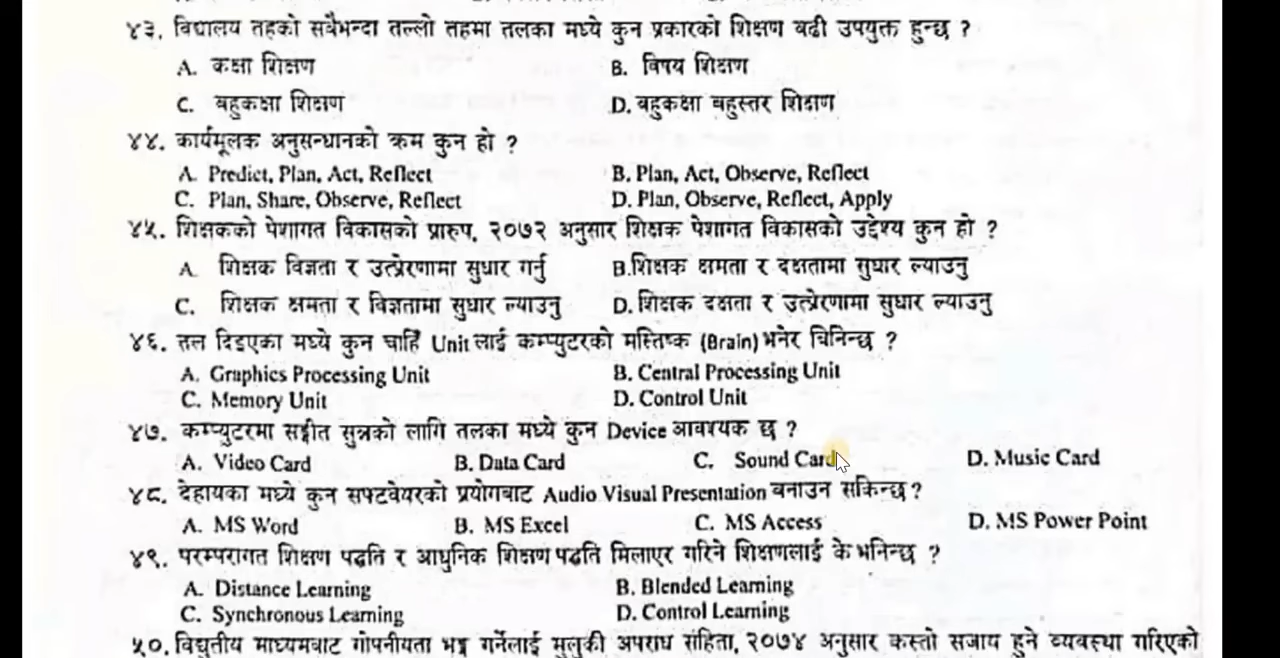 ४३. विद्यालय तहको सबैभन्दा तल्लो तहमा तलका मध्ये कुन प्रकारको शिक्षण बढी उपयुक्त हुन्छ ?
A. कक्षा शिक्षण B. विषय शिक्षण
C. बहुकक्षा शिक्षण D. बहुकक्षा बहुस्तर शिक्षण
४४. कार्यमूलक अनुसन्धानको क्रम कुन हो ?
A. Predict, Plan, Act, Reflect B. Plan, Act, Observe, Reflect
C. Plan, Share, Observe, Reflect D. Plan, Observe, Reflect, Apply
४५. शिक्षकको पेशागत विकासको प्रारुप, २०७२ अनुसार शिक्षक पेशागत विकासको उद्देश्य कुन हो ?
A. शिक्षक विज्ञता र उत्प्रेरणामा सुधार गर्नु B.शिक्षक क्षमता र दक्षतामा सुधार ल्याउनु
C. शिक्षक क्षमता र विज्ञतामा सुधार ल्याउनु D. शिक्षक दक्षता र उत्प्रेरणामा सुधार ल्याउनु
४६. तल दिइएका मध्ये कुन चाहिँ Unit लाई कम्प्युटरको मस्तिष्क (Brain) भनेर चिनिन्छ ?
A. Graphics Processing Unit B. Central Processing Unit
C. Memory Unit D. Control Unit
४७. कम्प्युटरमा सङ्गीत सुन्नको लागि तलका मध्ये कुन Device आवश्यक छ ?
A. Video Card B. Data Card C. Sound Card D. Music Card
४८. देहायका मध्ये कुन सफ्टवेयरको प्रयोगबाट Audio Visual Presentation बनाउन सकिन्छ ?
A. MS Word B. MS Excel C. MS Access D. MS Power Point
४९. परम्परागत शिक्षण पद्धति र आधुनिक शिक्षण पद्धति मिलाएर गरिने शिक्षणलाई के भनिन्छ ?
A. Distance Learning B. Blended Learning
C. Synchronous Learning D. Control Learning
५०. विद्युतीय माध्यमबाट गोपनीयता भङ्ग गर्नेलाई मुलुकी अपराध संहिता, २०७४ अनुसार कस्तो सजाय हुने व्यवस्था गरिएको